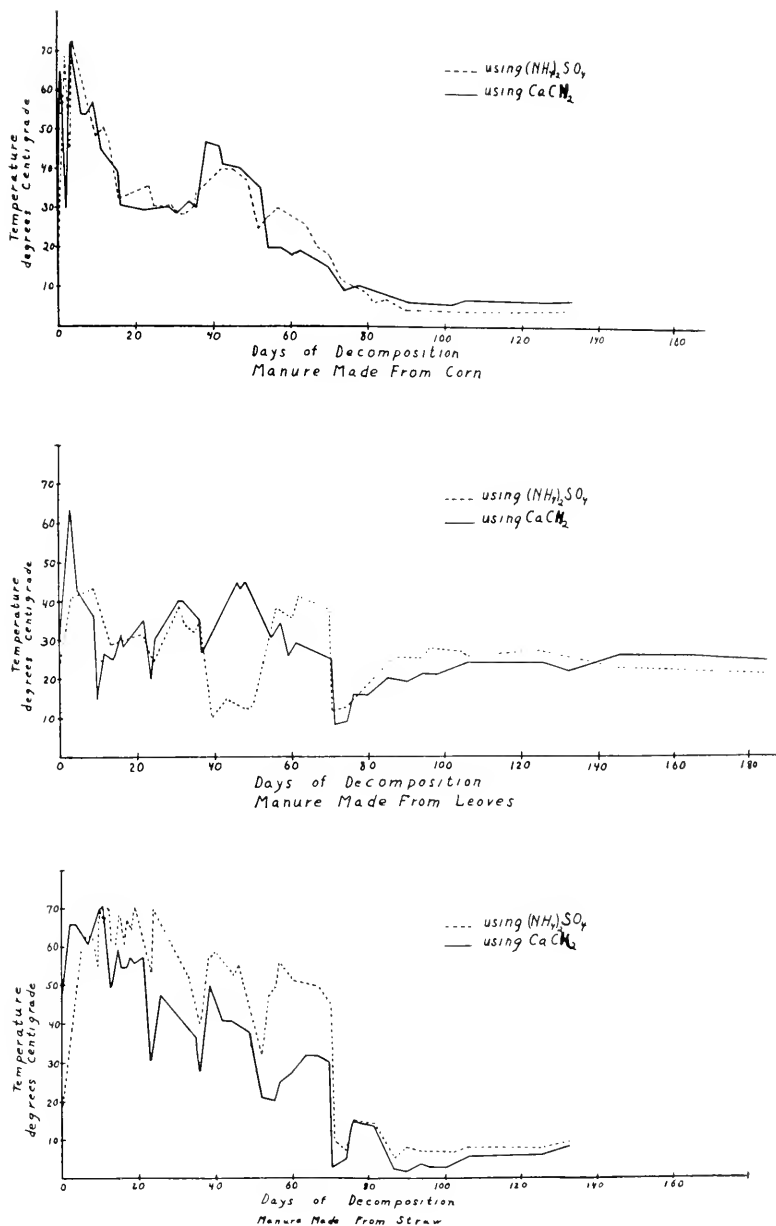 70
60
50
40
30
20
10
Temperature
degrees Centigrade
using (NH4)2SO4
using CaCN2
0 20 40 60 80 100 120 140 160
Days of Decomposition
Manure Made From Corn
70
60
50
40
30
20
10
Temperature
degrees Centigrade
using (NH4)2SO4
using CaCN2
0 20 40 60 80 100 120 140 160 180
Days of Decomposition
Manure Made From Leaves
70
60
50
40
30
20
10
Temperature
degrees Centigrade
using (NH4)2SO4
using CaCN2
0 20 40 60 80 100 120 140 160
Days of Decomposition
Manure Made From Straw